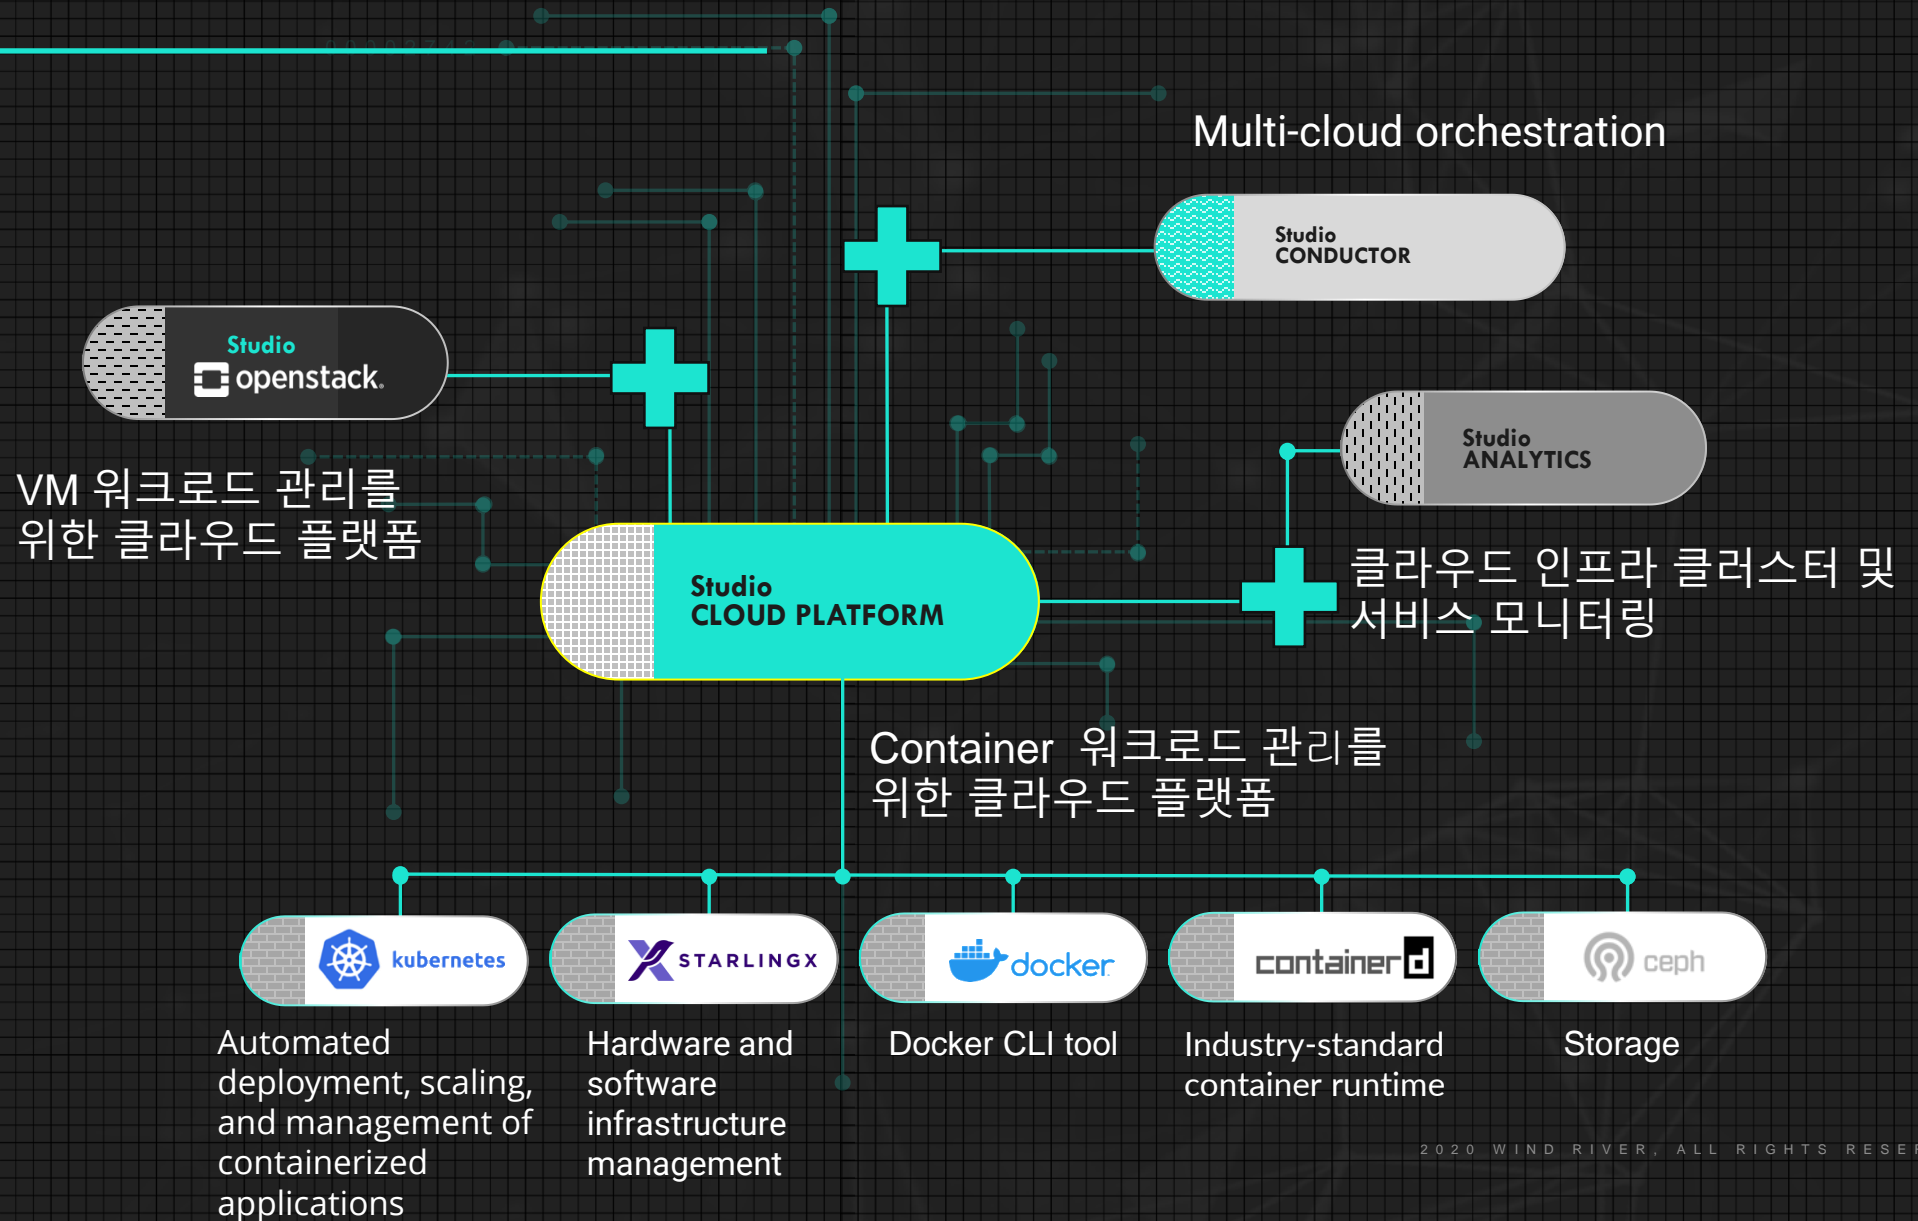 Multi-cloud orchestration
Studio
CONDUCTOR
Studio
openstack.
Studio
ANALYTICS
VM 워크로드 관리를
위한 클라우드 플랫폼
Studio
CLOUD PLATFORM
클라우드 인프라 클러스터 및
서비스 모니터링
Container 워크로드 관리를
위한 클라우드 플랫폼
kubernetes
STARLINGX
docker
containerd
ceph
Automated
deployment, scaling,
and management of
containerized
applications
Hardware and
software
infrastructure
management
Docker CLI tool
Industry-standard
container runtime
Storage
2020 WIND RIVER, ALL RIGHTS RESER